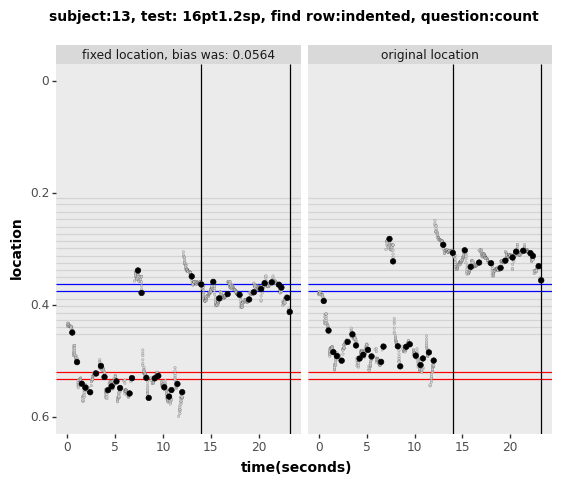 subject:13, test: 16pt1.2sp, find row:indented, question:count
fixed location, bias was: 0.0564
original location
0
0.2
0.4
0.6
location
0 5 10 15 20
0 5 10 15 20
time(seconds)